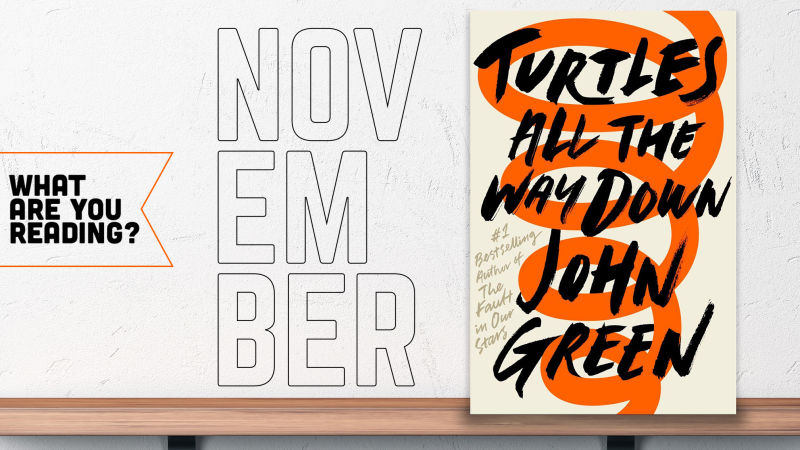 WHAT
ARE YOU
READING?
NOV
EM
BER
TURTLES
ALL THE
WAY DOWN
#1
Bestselling
Author of
The
Fault
in Our
Stars
JOHN
GREEN